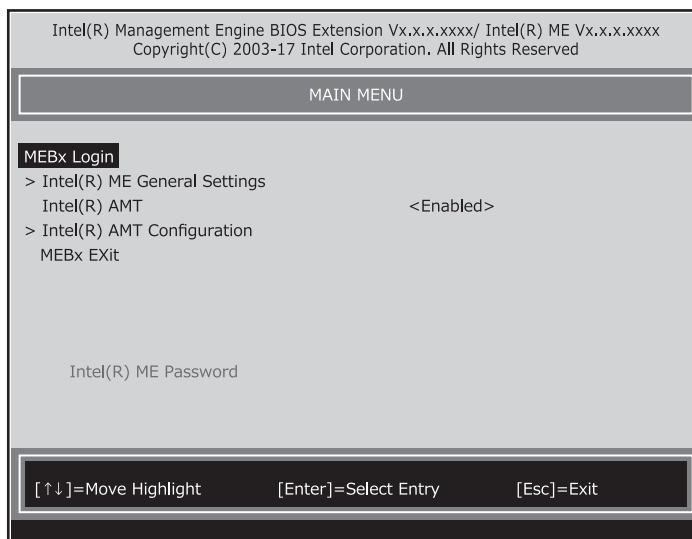 Intel(R) Management Engine BIOS Extension Vx.x.x.xxxx/ Intel(R) ME Vx.x.x.xxxx
Copyright(C) 2003-17 Intel Corporation. All Rights Reserved
MAIN MENU
MEBx Login
> Intel(R) ME General Settings
Intel(R) AMT <Enabled>
> Intel(R) AMT Configuration
MEBx EXit
Intel(R) ME Password
[↑↓]=Move Highlight [Enter]=Select Entry [Esc]=Exit